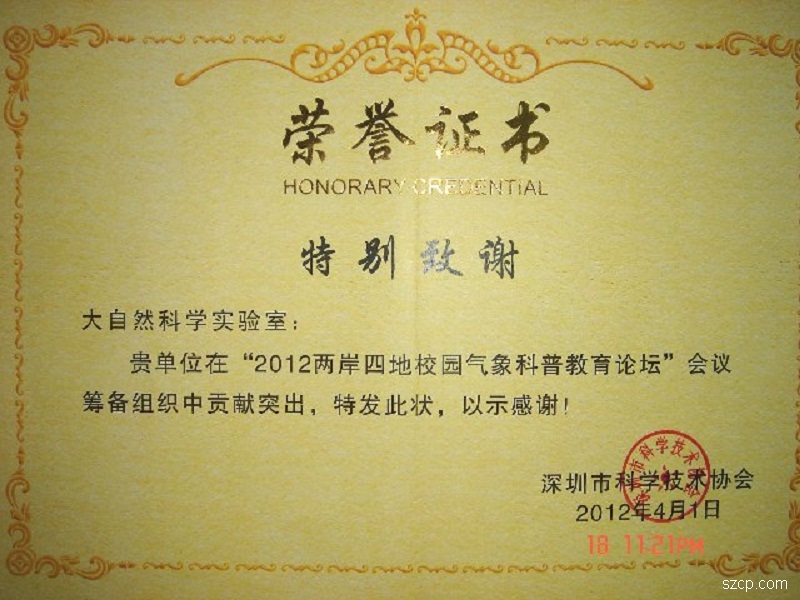 荣誉证书
HONORARY CREDENTIAL
特别致谢
大自然科学实验室：
贵单位在“2012两岸四地校园气象科普教育论坛”会议
筹备组织中贡献突出，特发此状，以示感谢！
深圳市科学技术协会
2012年4月1日
18 11:21PM
szcp.com